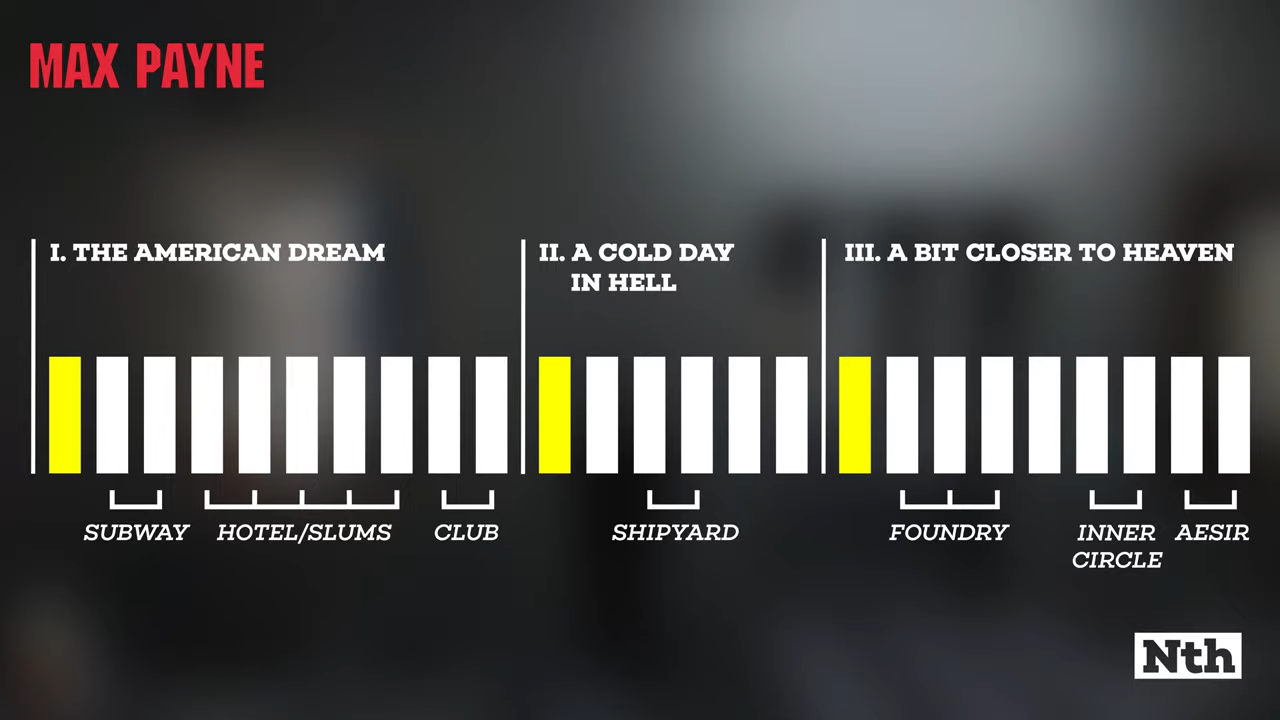 MAX PAYNE
I. THE AMERICAN DREAM
II. A COLD DAY
IN HELL
III. A BIT CLOSER TO HEAVEN
SUBWAY
HOTEL/SLUMS
CLUB
SHIPYARD
FOUNDRY
INNER
CIRCLE
AESIR
Nth